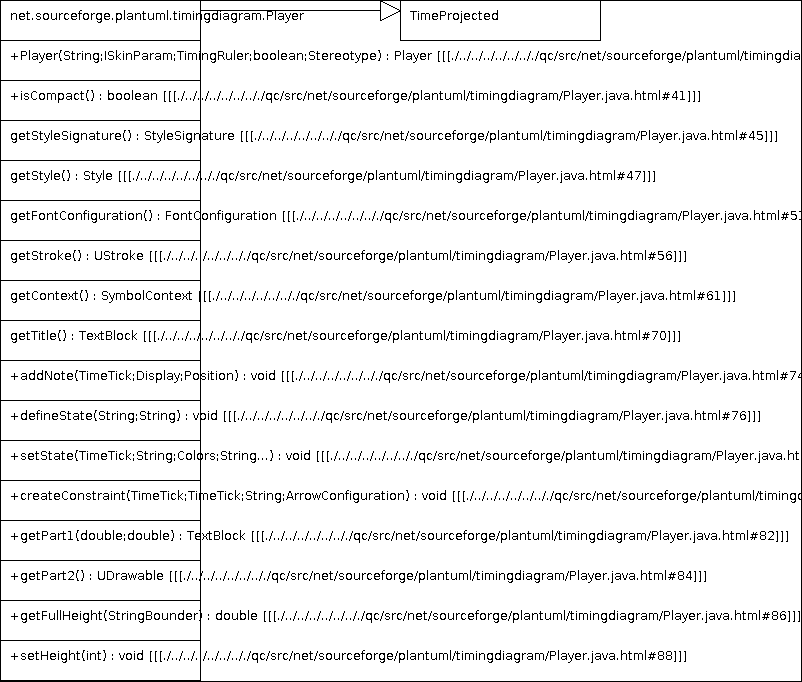 net.sourceforge.plantuml.timingdiagram.Player
TimeProjected
+Player(String;ISkinParam;TimingRuler;boolean;Stereotype) : Player [[[./../../../../../../../qc/src/net/sourceforge/plantuml/timingdiagra
+isCompact() : boolean [[[./../../../../../../../qc/src/net/sourceforge/plantuml/timingdiagram/Player.java.html#41]]]
getStyleSignature() : StyleSignature [[[./../../../../../../../qc/src/net/sourceforge/plantuml/timingdiagram/Player.java.html#45]]]
getStyle() : Style [[[./../../../../../../../qc/src/net/sourceforge/plantuml/timingdiagram/Player.java.html#47]]]
getFontConfiguration() : FontConfiguration [[[./../../../../../../../qc/src/net/sourceforge/plantuml/timingdiagram/Player.java.html#51
getStroke() : UStroke [[[./../../../../../../../qc/src/net/sourceforge/plantuml/timingdiagram/Player.java.html#56]]]
getContext() : SymbolContext [[[./../../../../../../../qc/src/net/sourceforge/plantuml/timingdiagram/Player.java.html#61]]]
getTitle() : TextBlock [[[./../../../../../../../qc/src/net/sourceforge/plantuml/timingdiagram/Player.java.html#70]]]
+addNote(TimeTick;Display;Position) : void [[[./../../../../../../../qc/src/net/sourceforge/plantuml/timingdiagram/Player.java.html#74
+defineState(String;String) : void [[[./../../../../../../../qc/src/net/sourceforge/plantuml/timingdiagram/Player.java.html#76]]]
+setState(TimeTick;String;Colors;String...) : void [[[./../../../../../../../qc/src/net/sourceforge/plantuml/timingdiagram/Player.java.ht
+createConstraint(TimeTick;TimeTick;String;ArrowConfiguration) : void [[[./../../../../../../../qc/src/net/sourceforge/plantuml/timingd
+getPart1(double;double) : TextBlock [[[./../../../../../../../qc/src/net/sourceforge/plantuml/timingdiagram/Player.java.html#82]]]
+getPart2() : UDrawable [[[./../../../../../../../qc/src/net/sourceforge/plantuml/timingdiagram/Player.java.html#84]]]
+getFullHeight(StringBounder) : double [[[./../../../../../../../qc/src/net/sourceforge/plantuml/timingdiagram/Player.java.html#86]]]
+setHeight(int) : void [[[./../../../../../../../qc/src/net/sourceforge/plantuml/timingdiagram/Player.java.html#88]]]